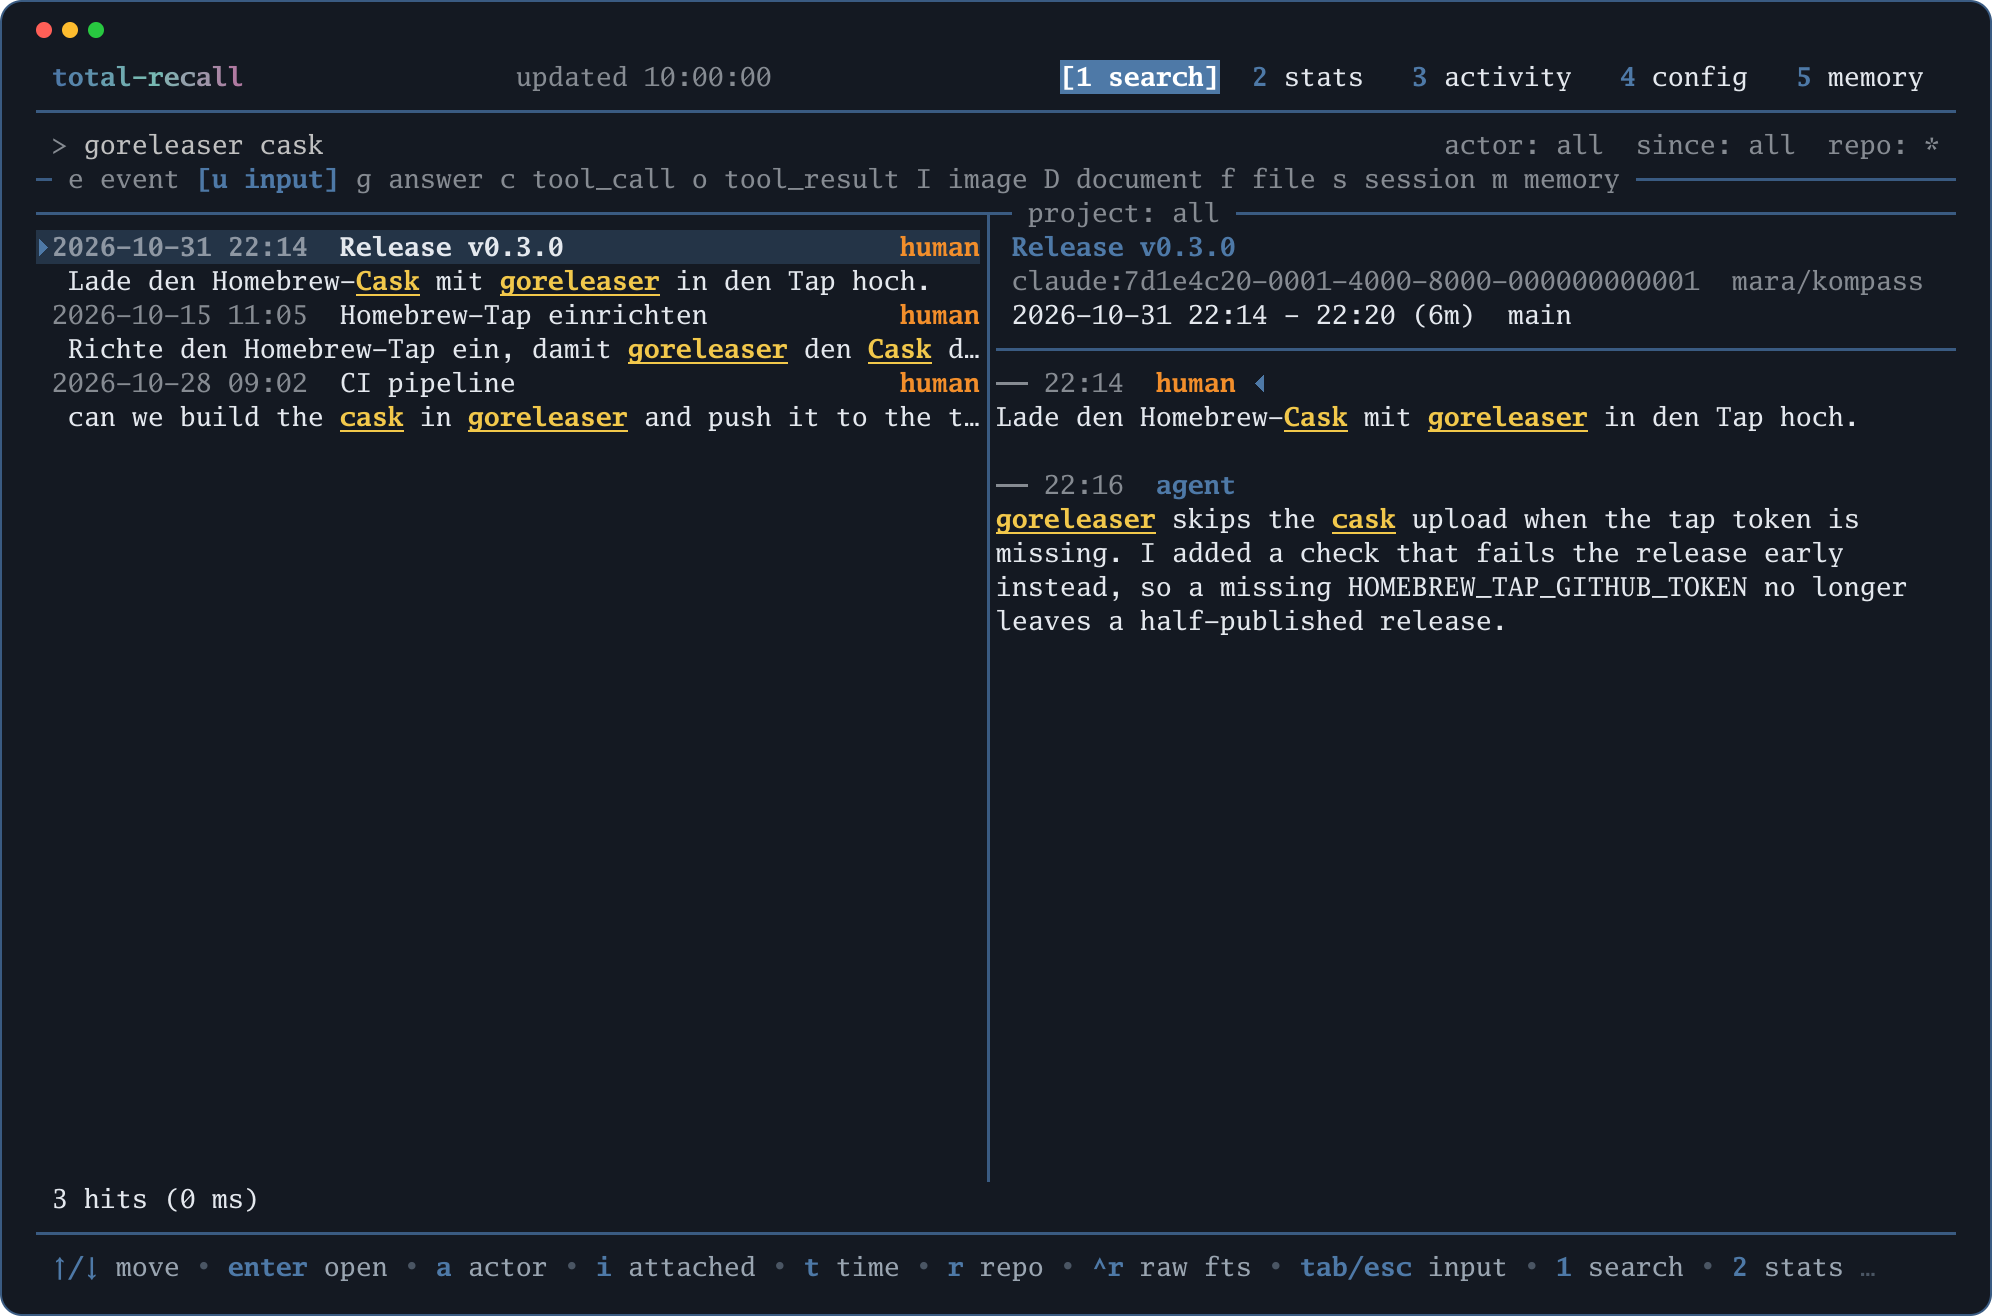 total-recall updated 10:00:00 [1 search] 2 stats 3 activity 4 config 5 memory
> goreleaser cask actor: all since: all repo: *
e event [u input] g answer c tool_call o tool_result I image D document f file s session m memory
project: all
2026-10-31 22:14 Release v0.3.0 human
Lade den Homebrew-Cask mit goreleaser in den Tap hoch.
2026-10-15 11:05 Homebrew-Tap einrichten human
Richte den Homebrew-Tap ein, damit goreleaser den Cask d…
2026-10-28 09:02 CI pipeline human
can we build the cask in goreleaser and push it to the t…
Release v0.3.0
claude:7d1e4c20-0001-4000-8000-000000000001 mara/kompass
2026-10-31 22:14 – 22:20 (6m) main
── 22:14 human
Lade den Homebrew-Cask mit goreleaser in den Tap hoch.
── 22:16 agent
goreleaser skips the cask upload when the tap token is
missing. I added a check that fails the release early
instead, so a missing HOMEBREW_TAP_GITHUB_TOKEN no longer
leaves a half-published release.
3 hits (0 ms)
↑/↓ move • enter open • a actor • i attached • t time • r repo • ^r raw fts • tab/esc input • 1 search • 2 stats …